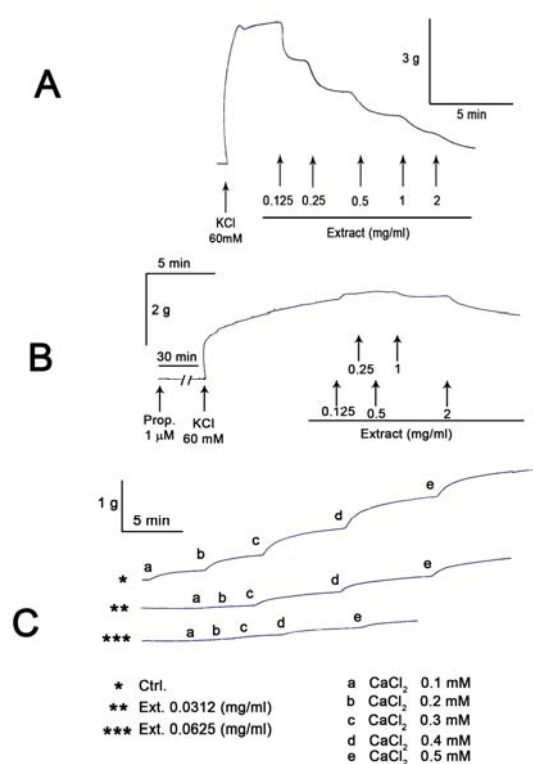 A
3 g
5 min
0.125 0.25 0.5 1 2
KCl
60mM
Extract (mg/ml)
B
5 min
2 g
30 min
Prop.
1 µM
KCl
60 mM
0.25 1
0.125 0.5 2
Extract (mg/ml)
C
1 g
5 min
a b c d e
*
a b c d e
**
a b c d e
***
* Ctrl.
** Ext. 0.0312 (mg/ml)
*** Ext. 0.0625 (mg/ml)
a CaCl₂ 0.1 mM
b CaCl₂ 0.2 mM
c CaCl₂ 0.3 mM
d CaCl₂ 0.4 mM
e CaCl₂ 0.5 mM